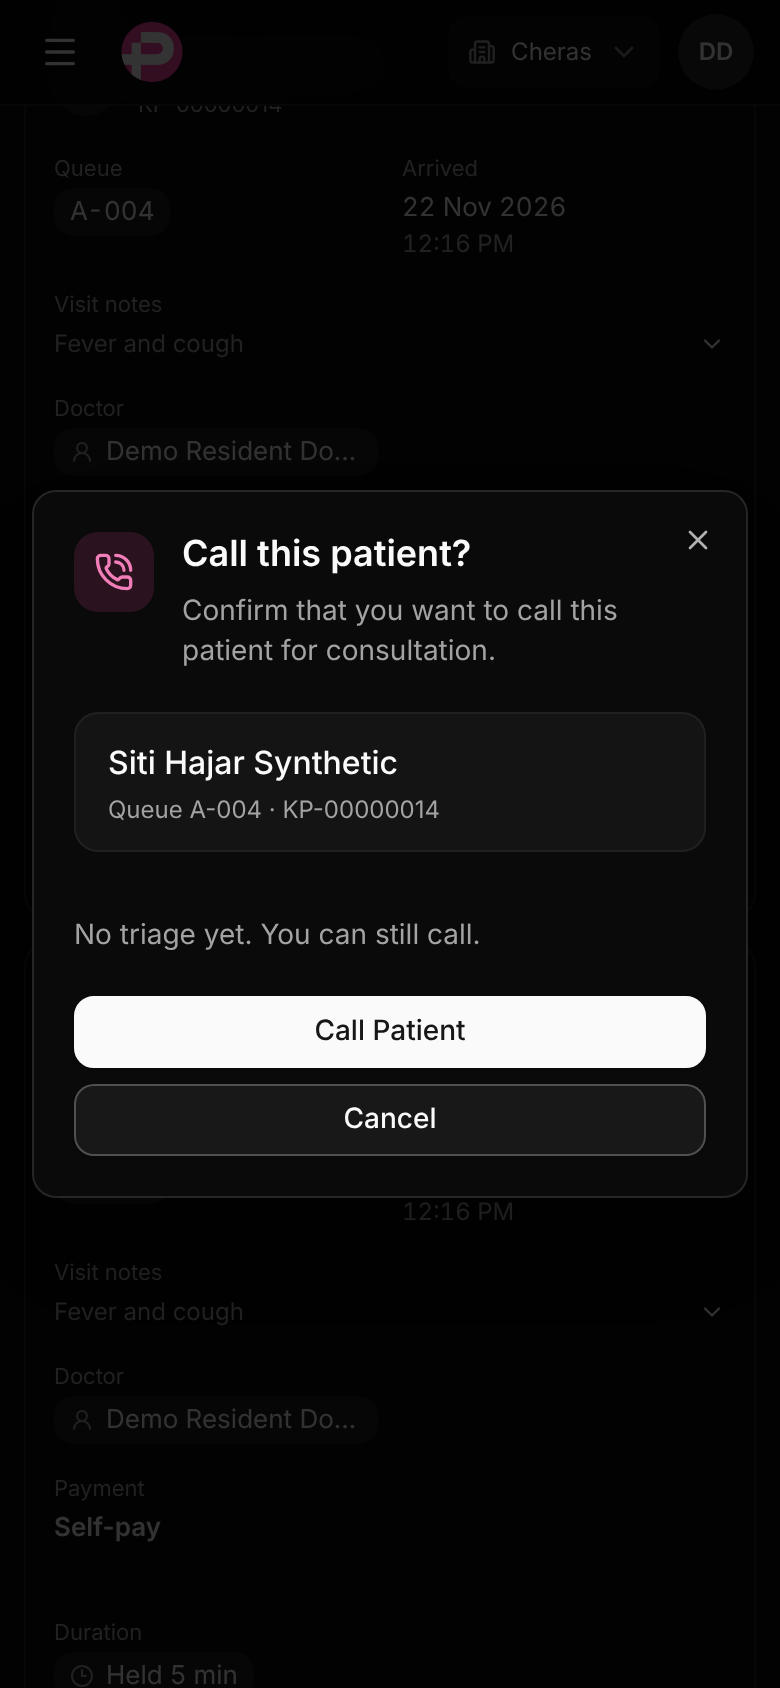 Cheras
DD
KP-00000014
Queue
Arrived
A-004
22 Nov 2026
12:16 PM
Visit notes
Fever and cough
Doctor
Demo Resident Do...
Call this patient?
Confirm that you want to call this
patient for consultation.
Siti Hajar Synthetic
Queue A-004 · KP-00000014
No triage yet. You can still call.
Call Patient
Cancel
12:16 PM
Visit notes
Fever and cough
Doctor
Demo Resident Do...
Payment
Self-pay
Duration
Held 5 min